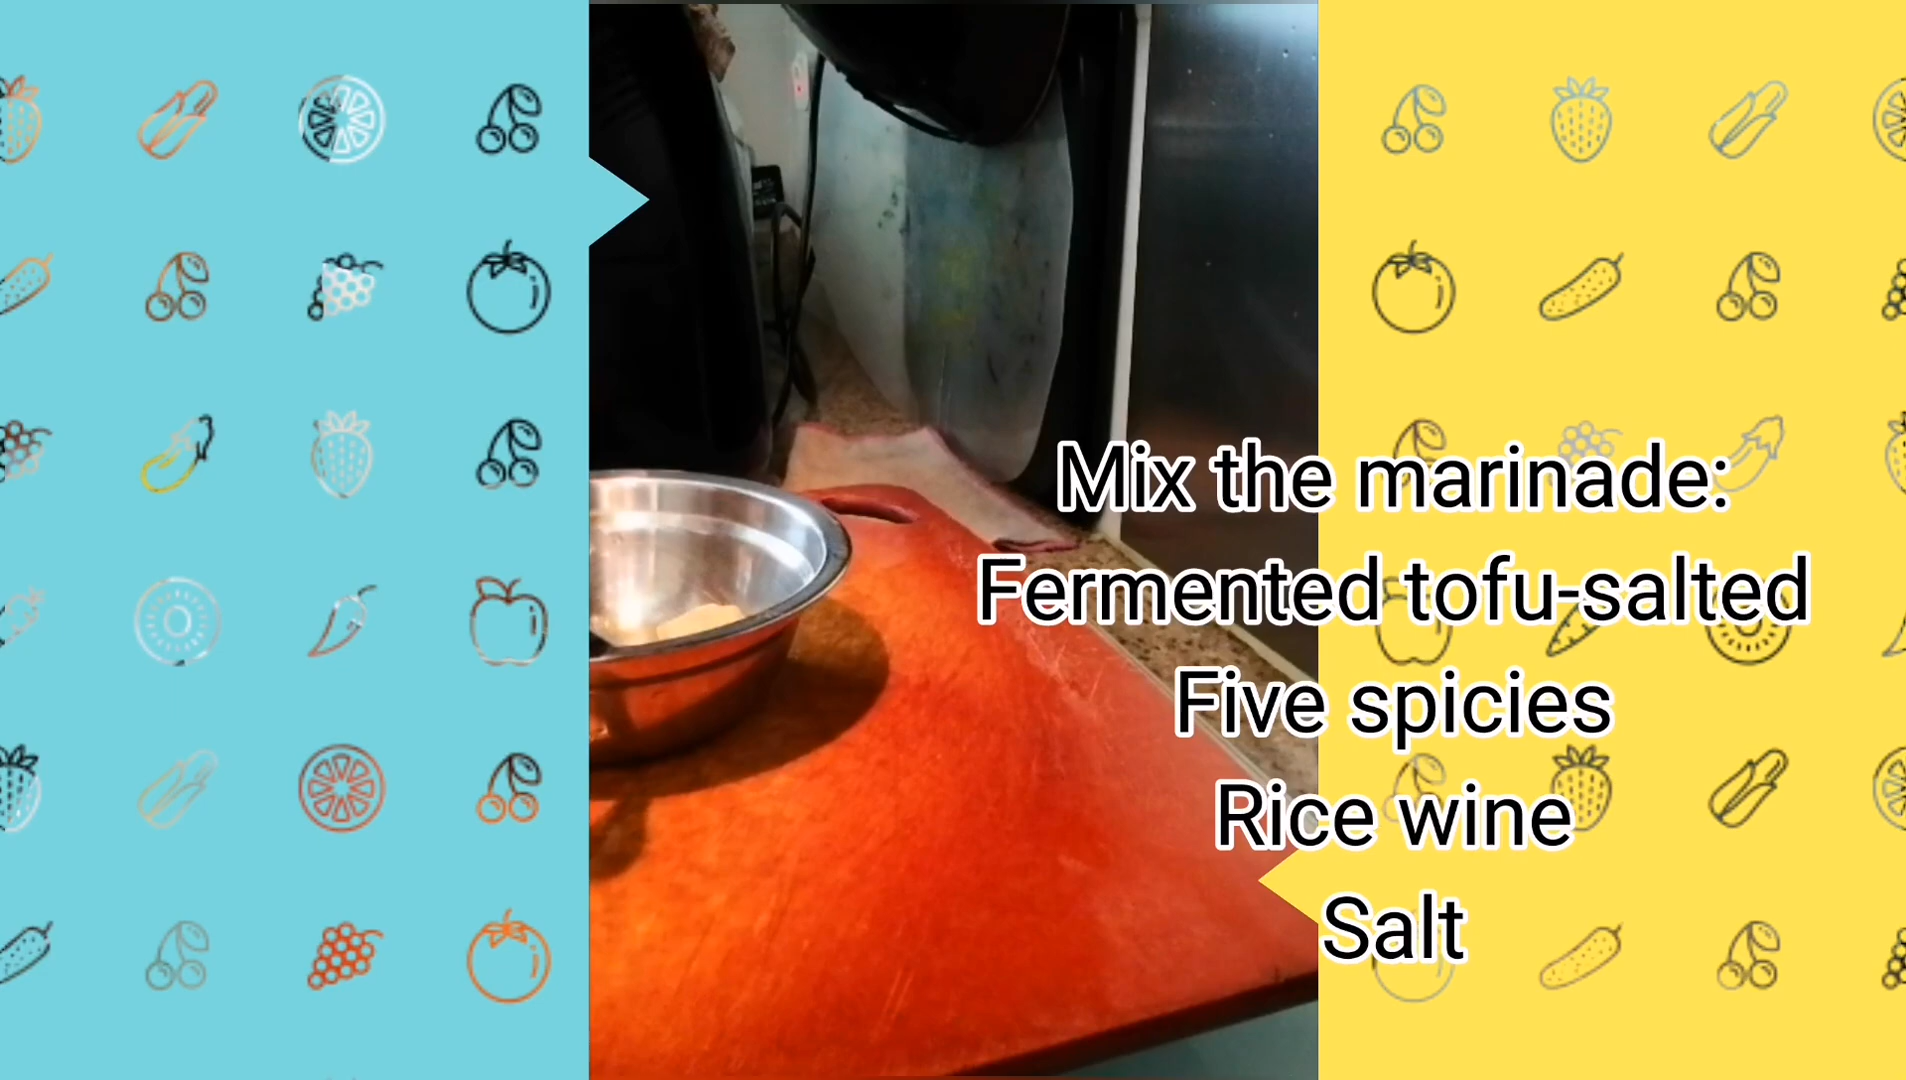 Mix the marinade:
Fermented tofu-salted
Five spicies
Rice wine
Salt